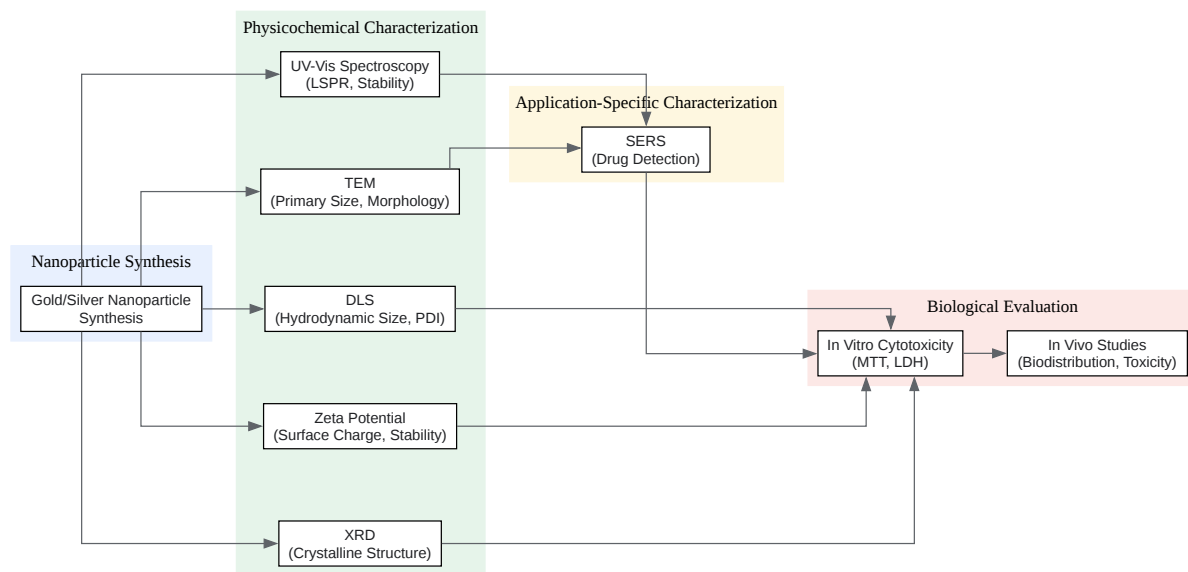 Physicochemical Characterization
UV-Vis Spectroscopy
(LSPR, Stability)
Application-Specific Characterization
SERS
(Drug Detection)
TEM
(Primary Size, Morphology)
Nanoparticle Synthesis
Gold/Silver Nanoparticle
Synthesis
DLS
(Hydrodynamic Size, PDI)
Biological Evaluation
In Vitro Cytotoxicity
(MTT, LDH)
In Vivo Studies
(Biodistribution, Toxicity)
Zeta Potential
(Surface Charge, Stability)
XRD
(Crystalline Structure)